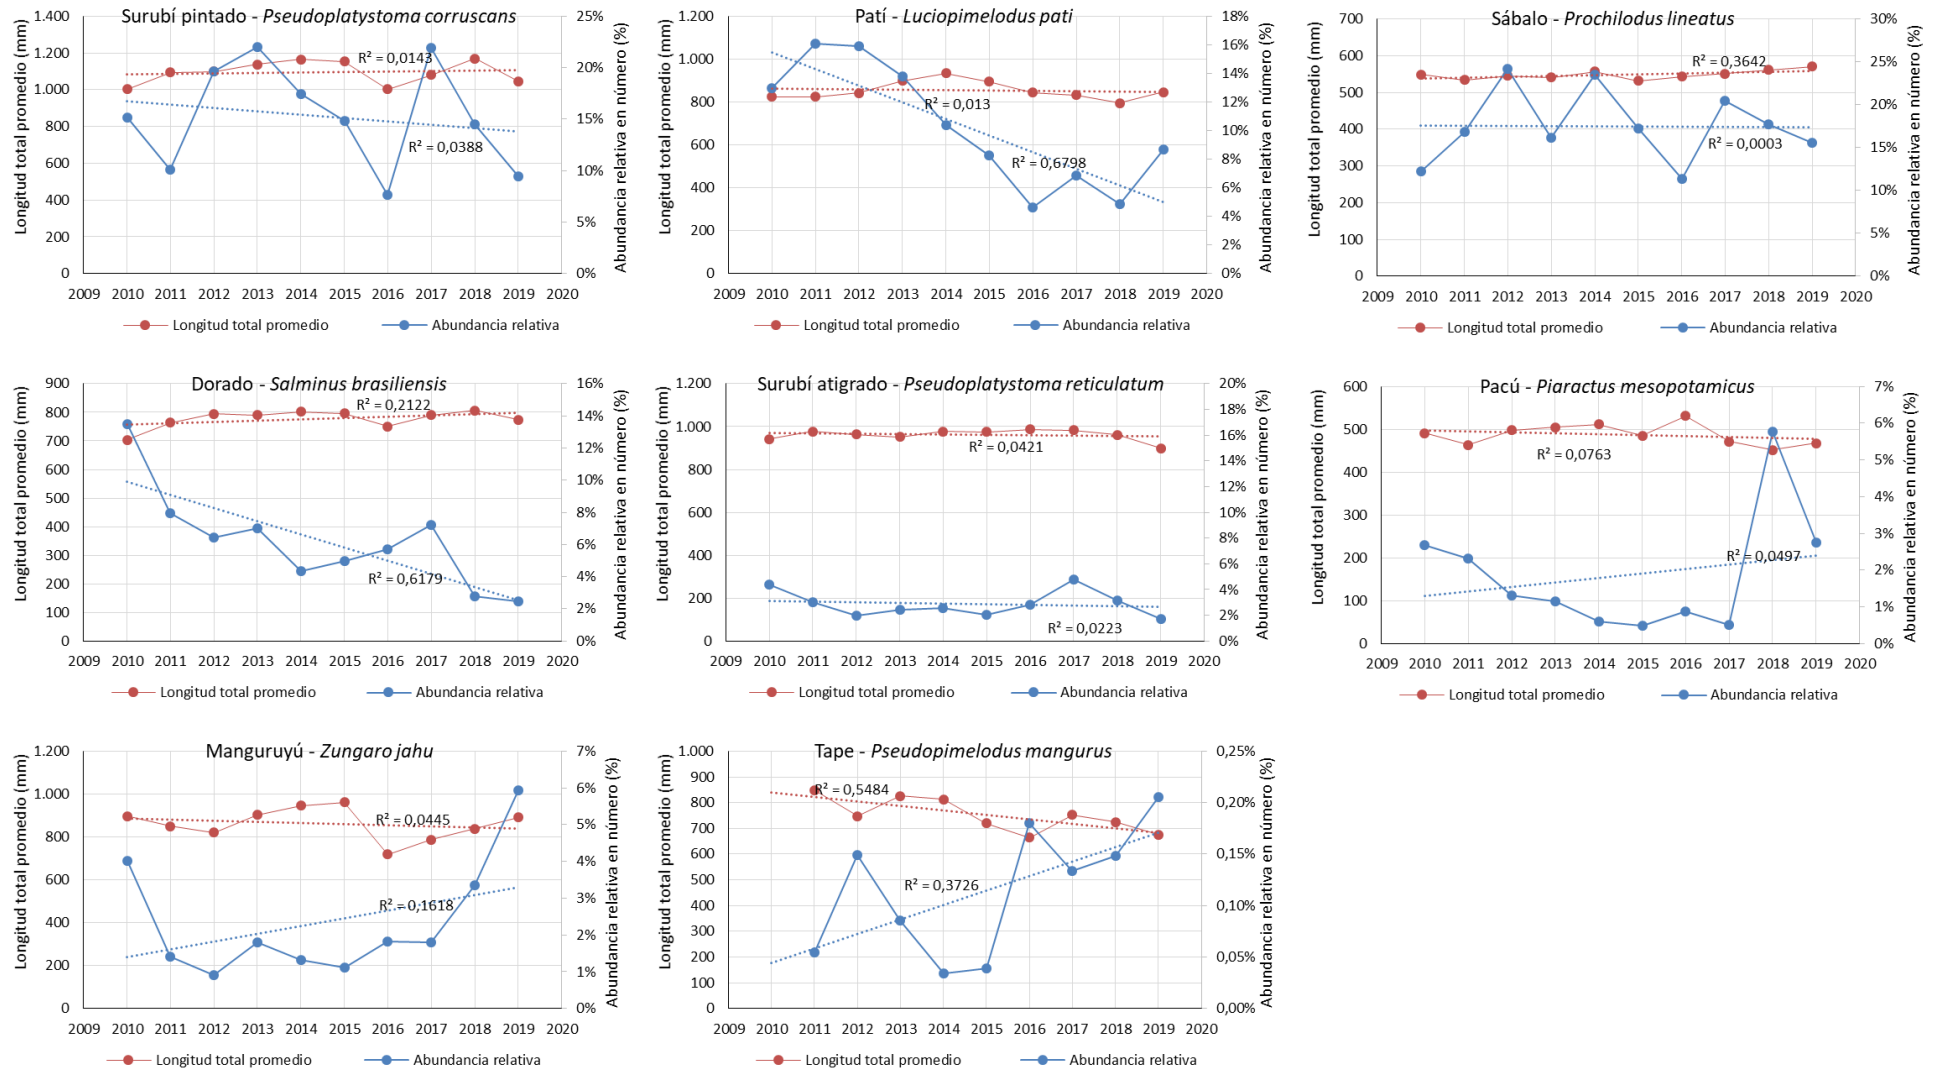 Surubí pintado - Pseudoplatystoma corruscans
Longitud total promedio (mm)
1.400
1.200
1.000
800
600
400
200
0
25%
20%
15%
10%
5%
0%
Abundancia relativa en número (%)
R² = 0,0143
R² = 0,0388
2009 2010 2011 2012 2013 2014 2015 2016 2017 2018 2019 2020
Longitud total promedio Abundancia relativa
Patí - Luciopimelodus pati
Longitud total promedio (mm)
1.200
1.000
800
600
400
200
0
18%
16%
14%
12%
10%
8%
6%
4%
2%
0%
Abundancia relativa en número (%)
R² = 0,013
R² = 0,6798
2009 2010 2011 2012 2013 2014 2015 2016 2017 2018 2019 2020
Longitud total promedio Abundancia relativa
Sábalo - Prochilodus lineatus
Longitud total promedio (mm)
700
600
500
400
300
200
100
0
30%
25%
20%
15%
10%
5%
0%
Abundancia relativa en número (%)
R² = 0,3642
R² = 0,0003
2009 2010 2011 2012 2013 2014 2015 2016 2017 2018 2019 2020
Longitud total promedio Abundancia relativa
Dorado - Salminus brasiliensis
Longitud total promedio (mm)
900
800
700
600
500
400
300
200
100
0
16%
14%
12%
10%
8%
6%
4%
2%
0%
Abundancia relativa en número (%)
R² = 0,2122
R² = 0,6179
2009 2010 2011 2012 2013 2014 2015 2016 2017 2018 2019 2020
Longitud total promedio Abundancia relativa
Surubí atigrado - Pseudoplatystoma reticulatum
Longitud total promedio (mm)
1.200
1.000
800
600
400
200
0
20%
18%
16%
14%
12%
10%
8%
6%
4%
2%
0%
Abundancia relativa en número (%)
R² = 0,0421
R² = 0,0223
2009 2010 2011 2012 2013 2014 2015 2016 2017 2018 2019 2020
Longitud total promedio Abundancia relativa
Pacú - Piaractus mesopotamicus
Longitud total promedio (mm)
600
500
400
300
200
100
0
7%
6%
5%
4%
3%
2%
1%
0%
Abundancia relativa en número (%)
R² = 0,0763
R² = 0,0497
2009 2010 2011 2012 2013 2014 2015 2016 2017 2018 2019 2020
Longitud total promedio Abundancia relativa
Manguruyú - Zungaro jahu
Longitud total promedio (mm)
1.200
1.000
800
600
400
200
0
7%
6%
5%
4%
3%
2%
1%
0%
Abundancia relativa en número (%)
R² = 0,0445
R² = 0,1618
2009 2010 2011 2012 2013 2014 2015 2016 2017 2018 2019 2020
Longitud total promedio Abundancia relativa
Tape - Pseudopimelodus mangurus
Longitud total promedio (mm)
1.000
900
800
700
600
500
400
300
200
100
0
0,25%
0,20%
0,15%
0,10%
0,05%
0,00%
Abundancia relativa en número (%)
R² = 0,5484
R² = 0,3726
2009 2010 2011 2012 2013 2014 2015 2016 2017 2018 2019 2020
Longitud total promedio Abundancia relativa